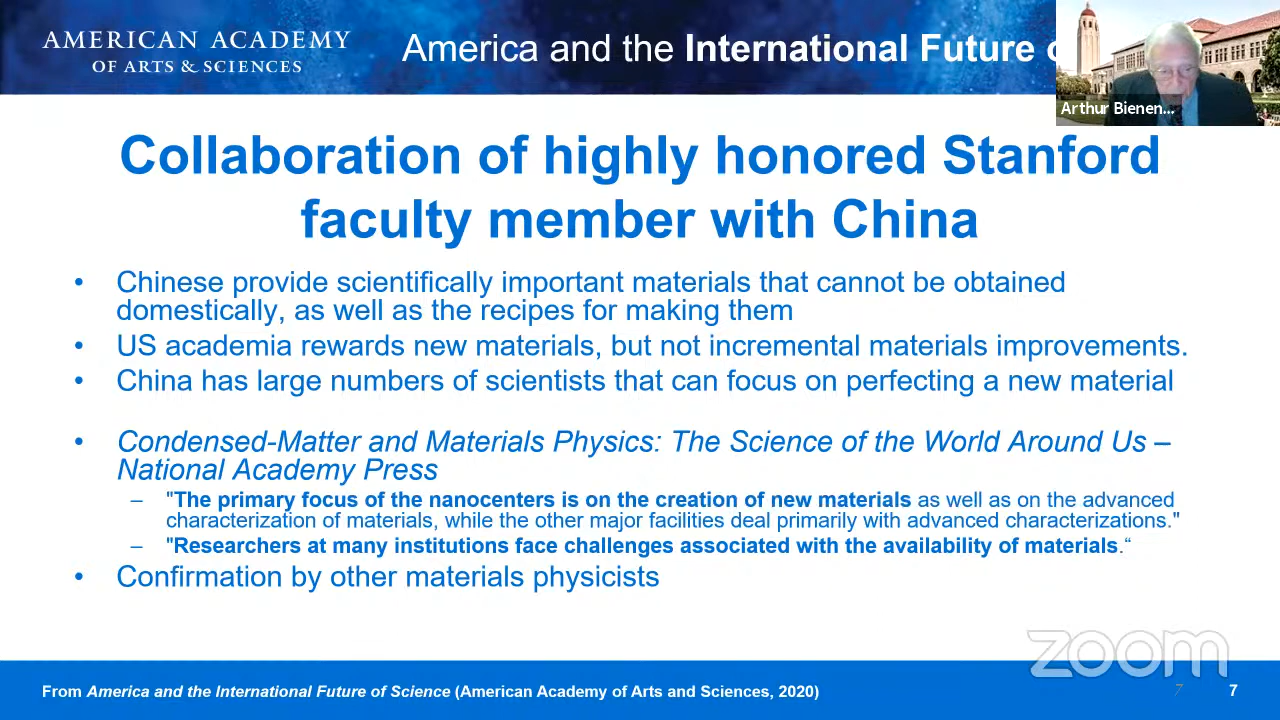 AMERICAN ACADEMY
OF ARTS & SCIENCES
America and the International Future
Arthur Bienen...
Collaboration of highly honored Stanford
faculty member with China
• Chinese provide scientifically important materials that cannot be obtained
domestically, as well as the recipes for making them
• US academia rewards new materials, but not incremental materials improvements.
• China has large numbers of scientists that can focus on perfecting a new material
• Condensed-Matter and Materials Physics: The Science of the World Around Us –
National Academy Press
– "The primary focus of the nanocenters is on the creation of new materials as well as on the advanced
characterization of materials, while the other major facilities deal primarily with advanced characterizations."
– "Researchers at many institutions face challenges associated with the availability of materials.“
• Confirmation by other materials physicists
zoom
From America and the International Future of Science (American Academy of Arts and Sciences, 2020)
7 7